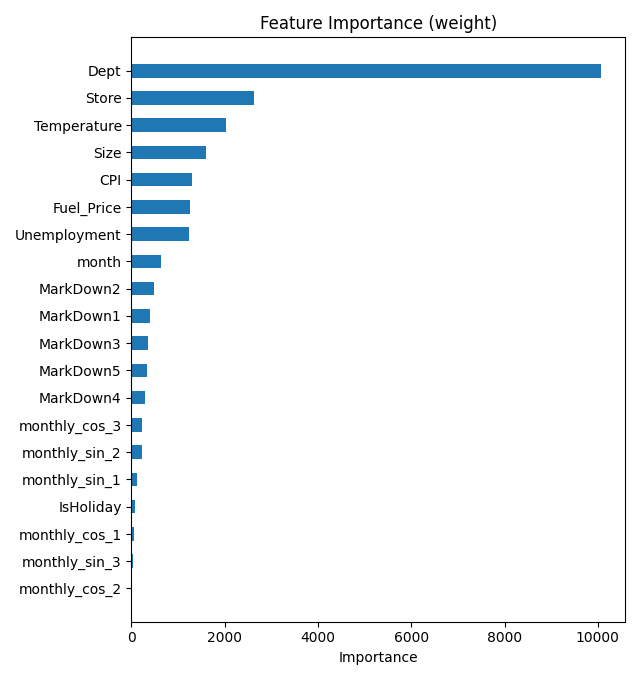 Feature Importance (weight)
Dept
Store
Temperature
Size
CPI
Fuel_Price
Unemployment
month
MarkDown2
MarkDown1
MarkDown3
MarkDown5
MarkDown4
monthly_cos_3
monthly_sin_2
monthly_sin_1
IsHoliday
monthly_cos_1
monthly_sin_3
monthly_cos_2
0 2000 4000 6000 8000 10000
Importance